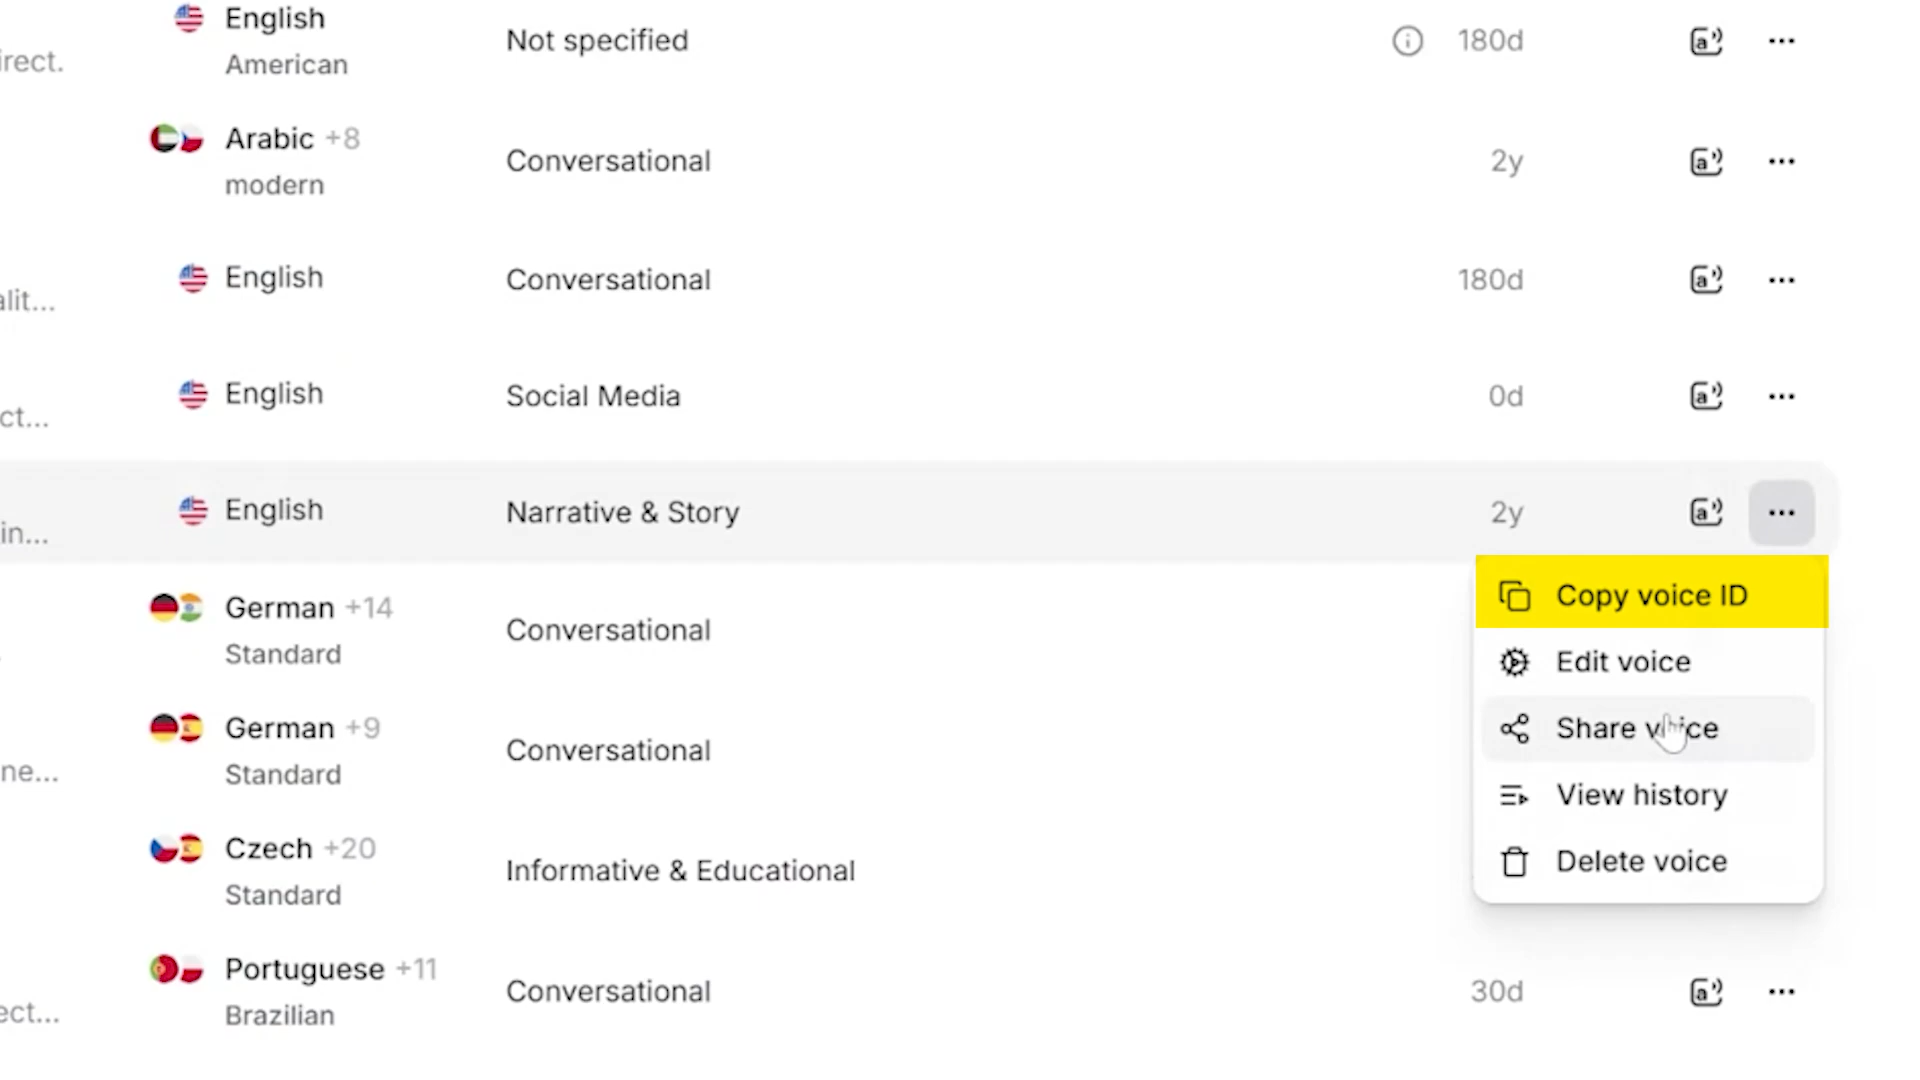 English
American
Not specified
180d
irect.
Arabic +8
modern
Conversational
2y
English
Conversational
180d
alit...
English
Social Media
0d
ct...
English
Narrative & Story
2y
in...
Copy voice ID
Edit voice
Share voice
View history
Delete voice
German +14
Standard
Conversational
German +9
Standard
Conversational
ne...
Czech +20
Standard
Informative & Educational
Portuguese +11
Brazilian
Conversational
30d
ect...